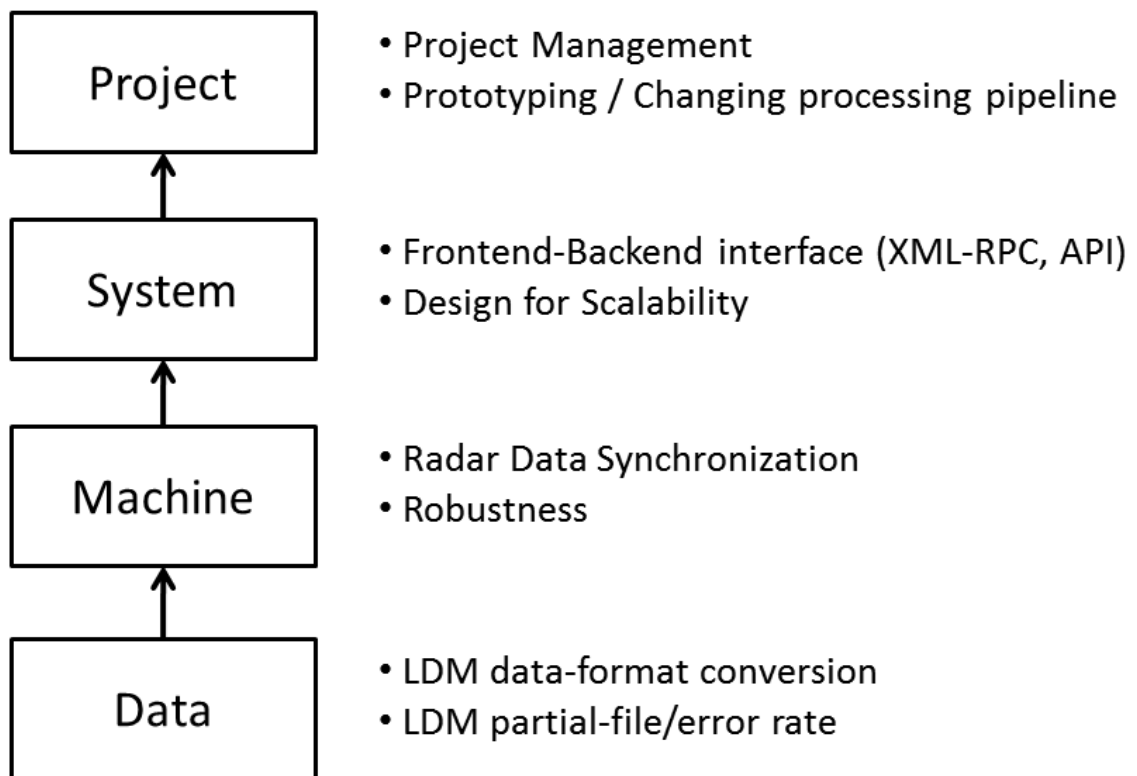 Project
• Project Management
• Prototyping / Changing processing pipeline
System
• Frontend-Backend interface (XML-RPC, API)
• Design for Scalability
Machine
• Radar Data Synchronization
• Robustness
Data
• LDM data-format conversion
• LDM partial-file/error rate